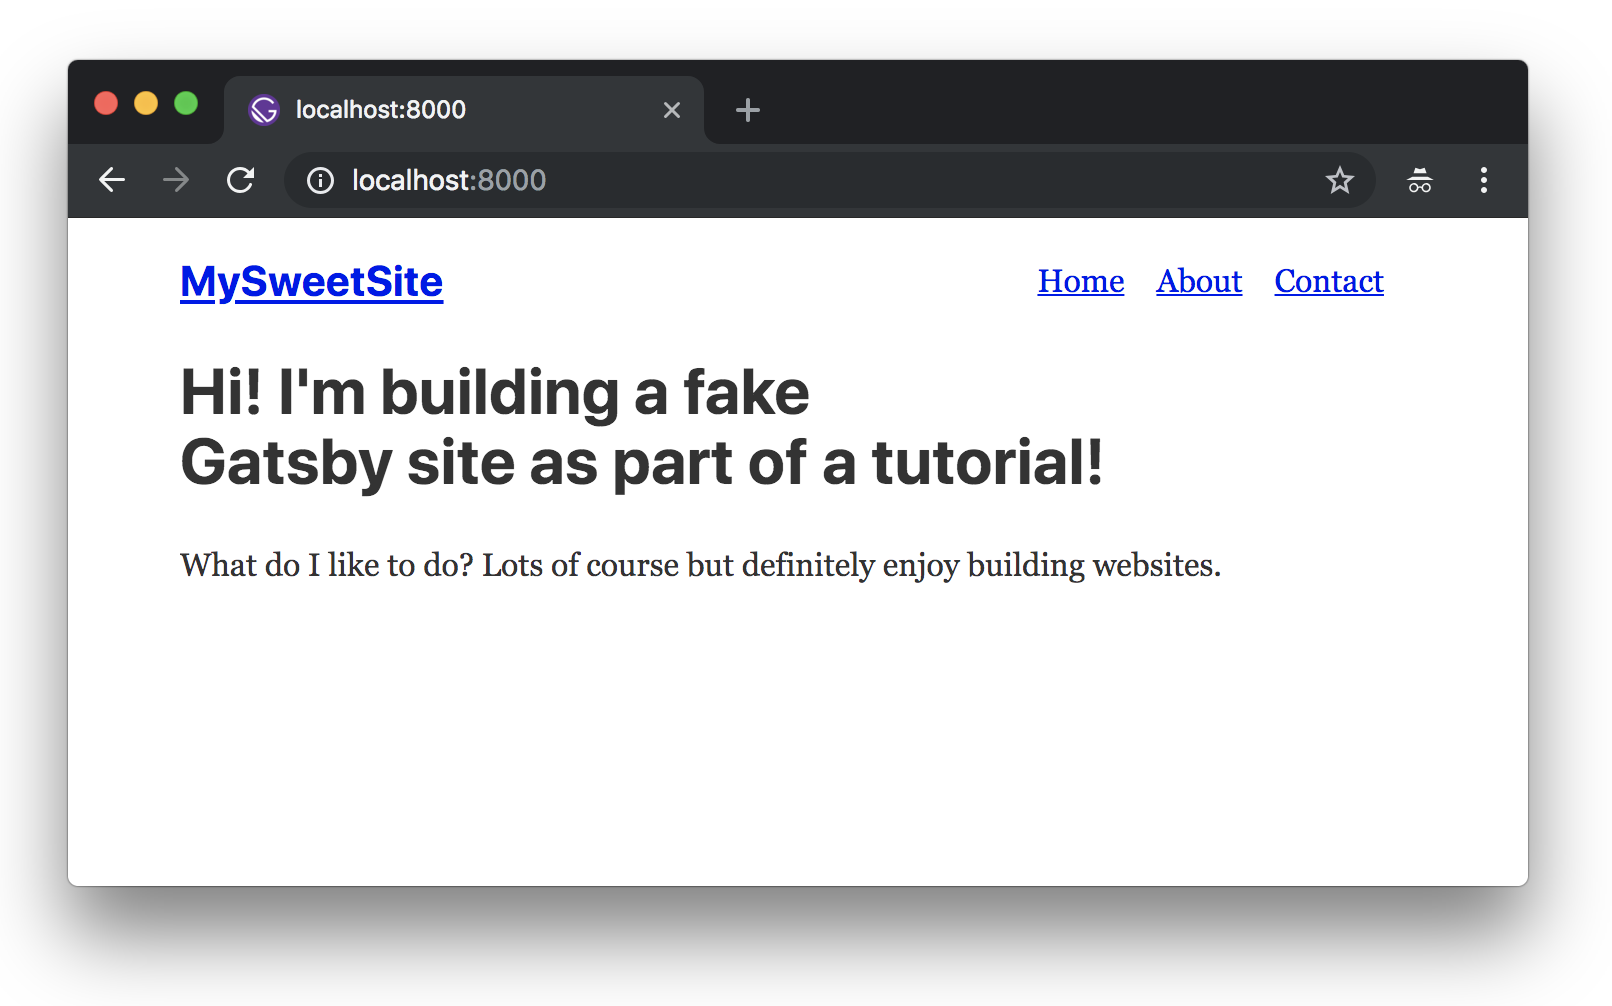 localhost:8000
localhost:8000
MySweetSite Home About Contact
Hi! I'm building a fake
Gatsby site as part of a tutorial!
What do I like to do? Lots of course but definitely enjoy building websites.